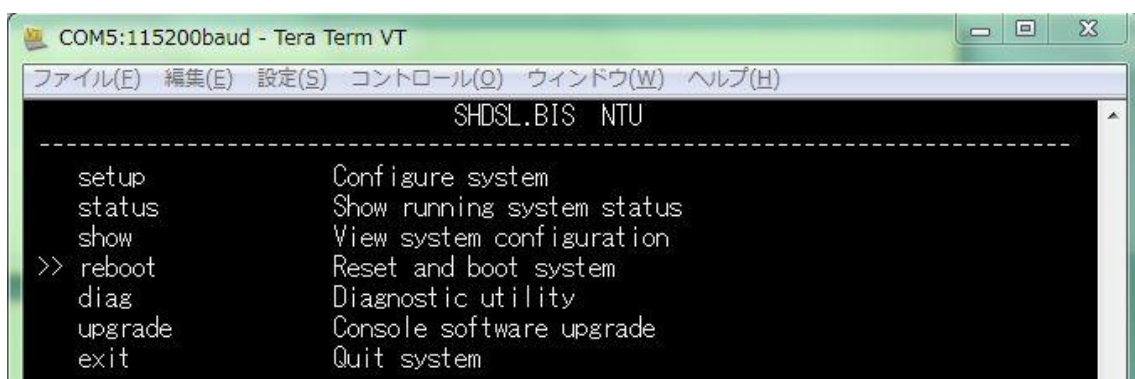 COM5:115200baud - Tera Term VT
ファイル(F) 編集(E) 設定(S) コントロール(O) ウィンドウ(W) ヘルプ(H)
SHDSL.BIS NTU
--------------------------------------------------------------------------------
setup Configure system
status Show running system status
show View system configuration
>> reboot Reset and boot system
diag Diagnostic utility
upgrade Console software upgrade
exit Quit system